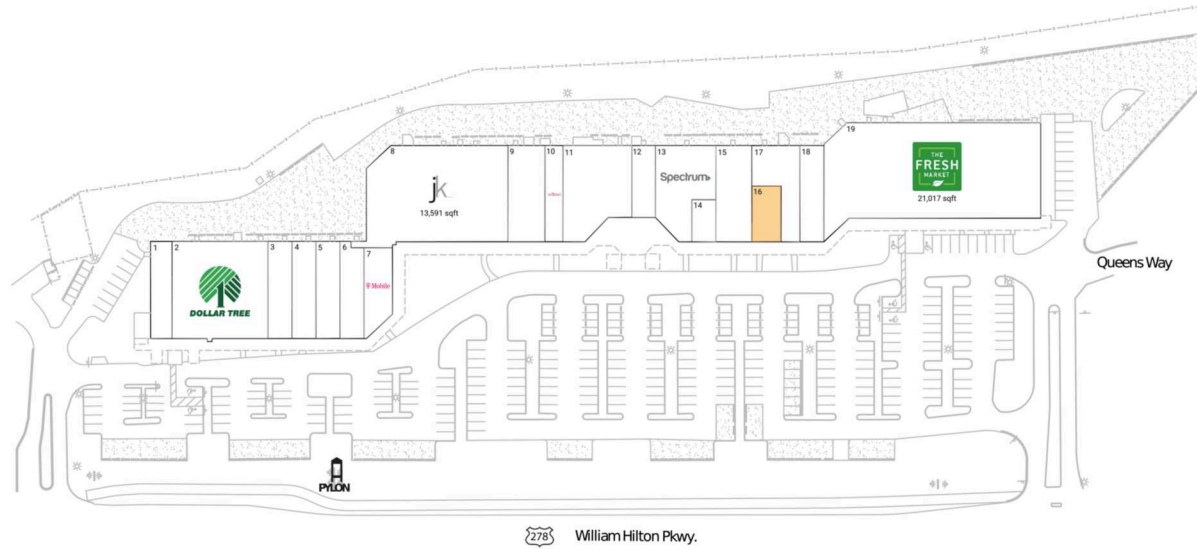 19
THE
FRESH
MARKET
21,017 sqft
8
jk
13,591 sqft
9
10
11
12
13
Spectrum
14
15
17
16
18
1
2
DOLLAR TREE
3
4
5
6
7
T Mobile
Queens Way
PYLON
278
William Hilton Pkwy.